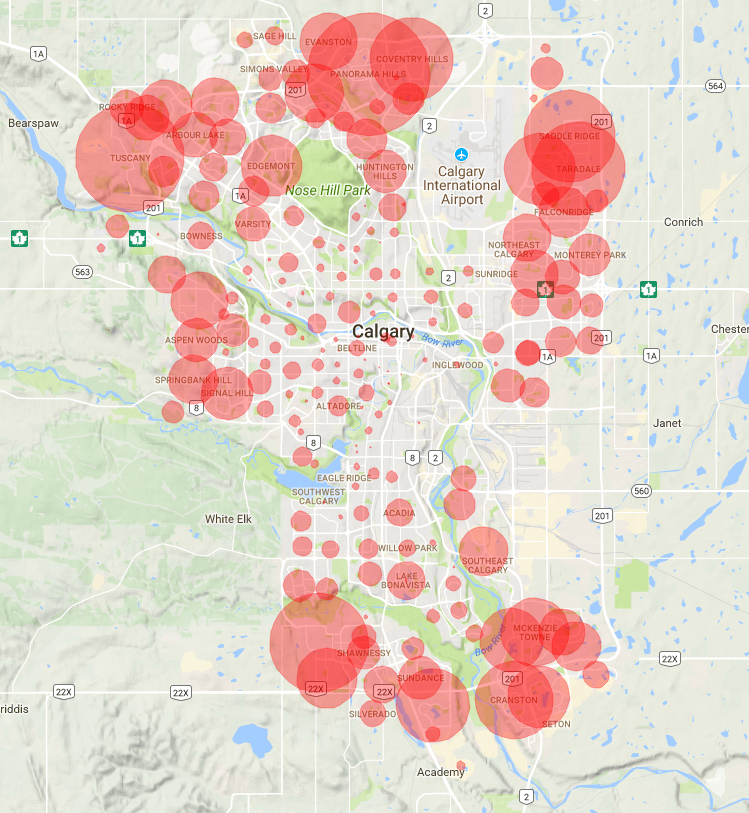 2
SAGE HILL
EVANSTON
1A
COVENTRY HILLS
SIMONS VALLEY
PANORAMA HILLS
201
564
ROCKY RIDGE
1A
201
Bearspaw
2
ARBOUR LAKE
SADDLE RIDGE
TUSCANY
EDGEMONT
HUNTINGTON
HILLS
Calgary
International
Airport
TARADALE
Nose Hill Park
1A
201
FALCONRIDGE
VARSITY
Conrich
1
1
BOWNESS
NORTHEAST
CALGARY
MONTEREY PARK
563
2
SUNRIDGE
1
1
Calgary
ASPEN WOODS
BELTLINE
Bow River
201
Chester
1A
1A
INGLEWOOD
SPRINGBANK HILL
SIGNAL HILL
8
ALTADORE
Janet
8
8
2
EAGLE RIDGE
SOUTHWEST
CALGARY
560
White Elk
ACADIA
201
WILLOW PARK
SOUTHEAST
CALGARY
LAKE
BONAVISTA
MCKENZIE
TOWNE
Bow River
SHAWNESSY
22X
SUNDANCE
201
22X
22X
22X
22X
CRANSTON
riddis
SILVERADO
SETON
Academy
2